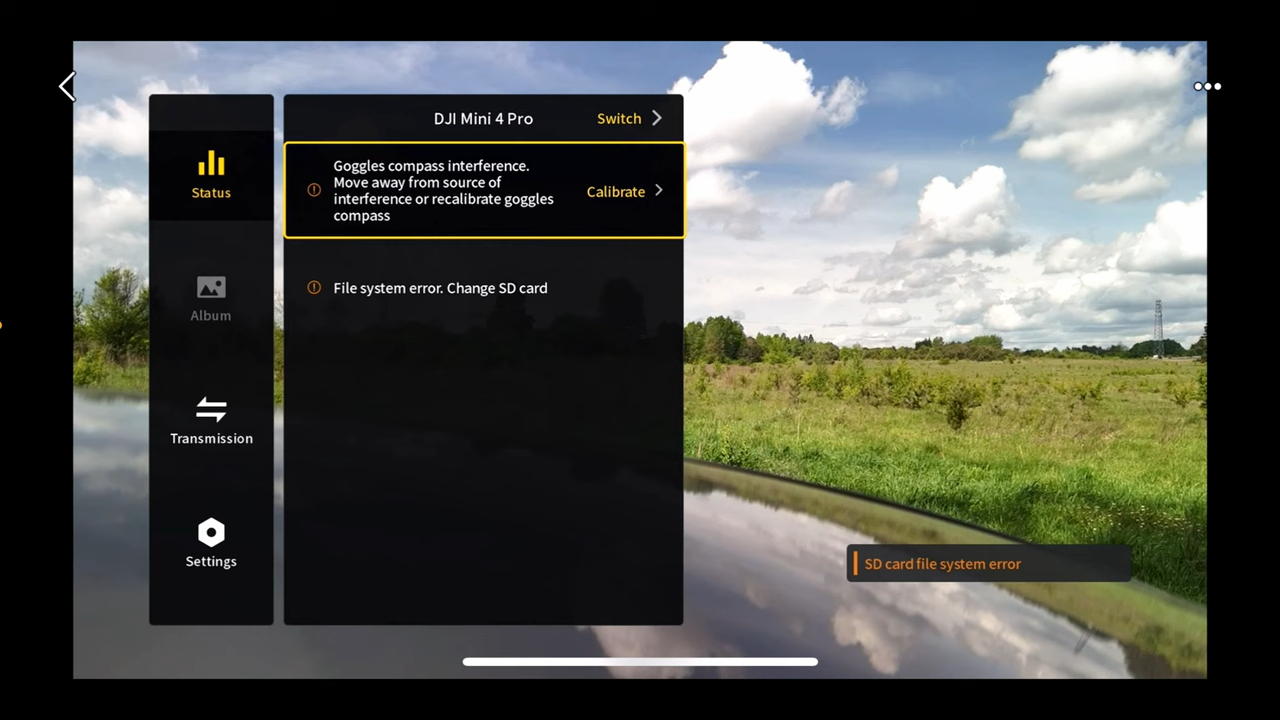 DJI Mini 4 Pro
Switch
Status
Goggles compass interference.
Move away from source of
interference or recalibrate goggles
compass
Calibrate
Album
File system error. Change SD card
Transmission
Settings
SD card file system error